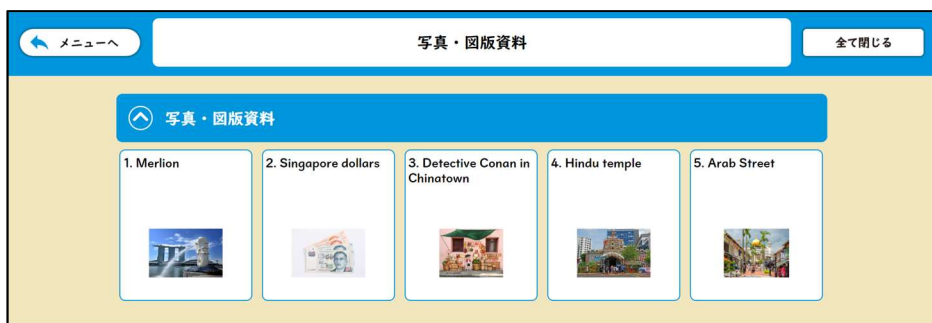 メニューへ
写真・図版資料
全て閉じる
写真・図版資料
1. Merlion
2. Singapore dollars
3. Detective Conan in
Chinatown
4. Hindu temple
5. Arab Street